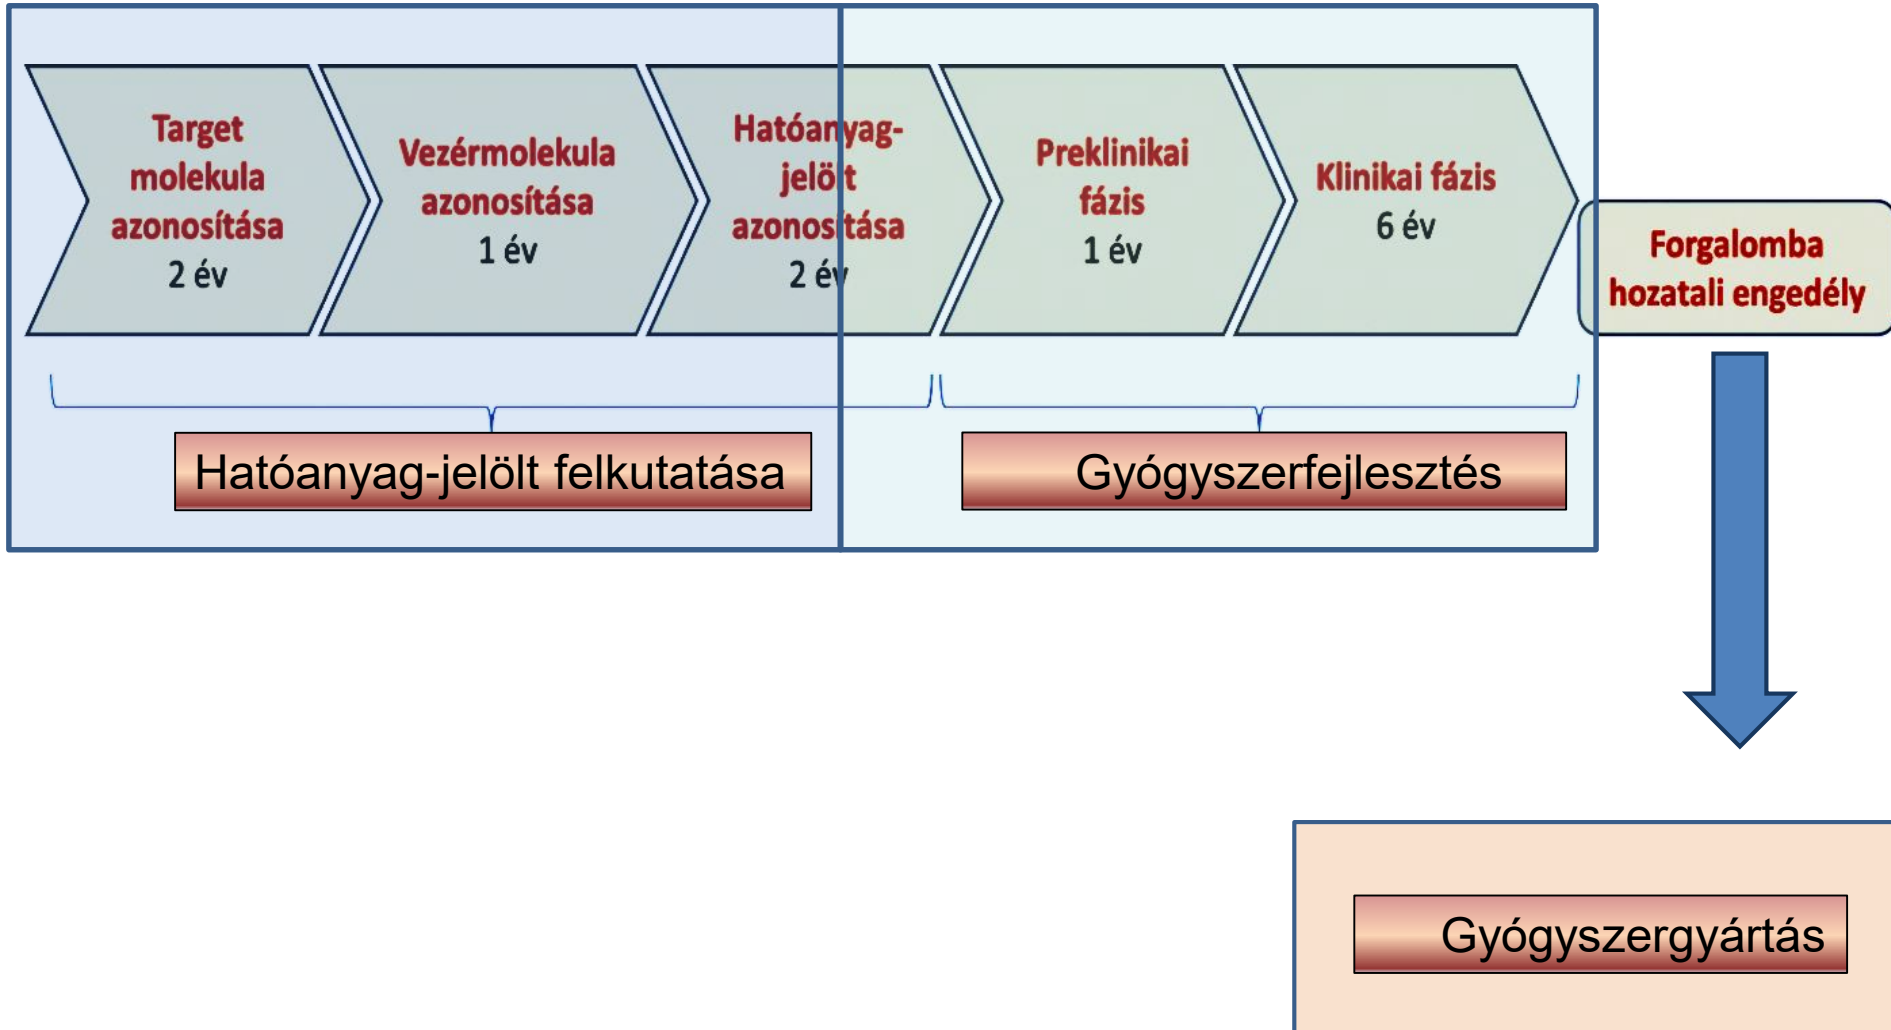 Target
molekula
azonosítása
2 év
Vezérmolekula
azonosítása
1 év
Hatóanyag-
jelölt
azonosítása
2 év
Preklinikai
fázis
1 év
Klinikai fázis
6 év
Forgalomba
hozatali engedély
Hatóanyag-jelölt felkutatása
Gyógyszerfejlesztés
Gyógyszergyártás